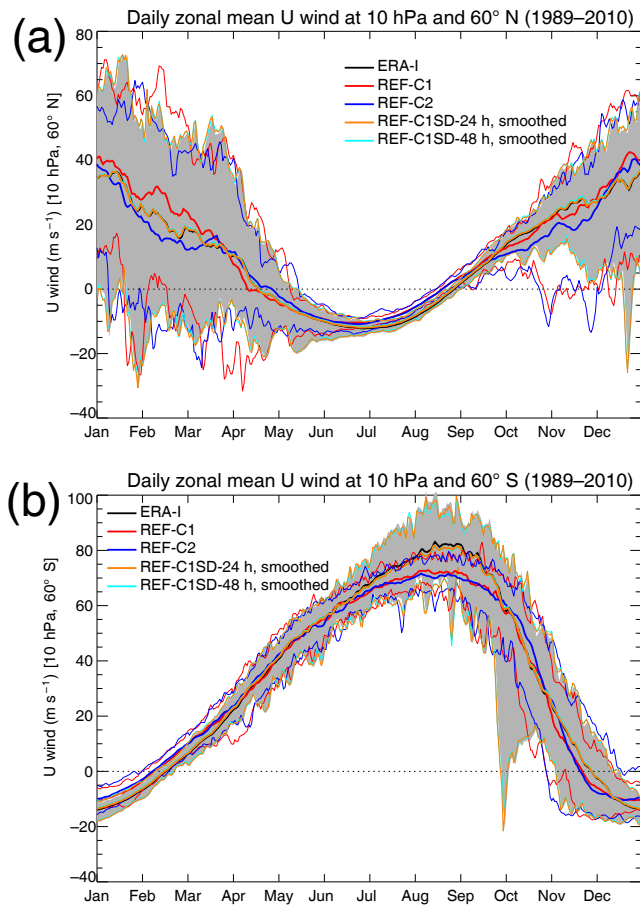 Daily zonal mean U wind at 10 hPa and 60° N (1989–2010)
(a)
80
60
40
20
0
−20
−40
U wind (m s⁻¹) [10 hPa, 60° N]
ERA-I
REF-C1
REF-C2
REF-C1SD-24 h, smoothed
REF-C1SD-48 h, smoothed
Jan Feb Mar Apr May Jun Jul Aug Sep Oct Nov Dec
Daily zonal mean U wind at 10 hPa and 60° S (1989–2010)
(b)
100
80
60
40
20
0
−20
−40
U wind (m s⁻¹) [10 hPa, 60° S]
ERA-I
REF-C1
REF-C2
REF-C1SD-24 h, smoothed
REF-C1SD-48 h, smoothed
Jan Feb Mar Apr May Jun Jul Aug Sep Oct Nov Dec